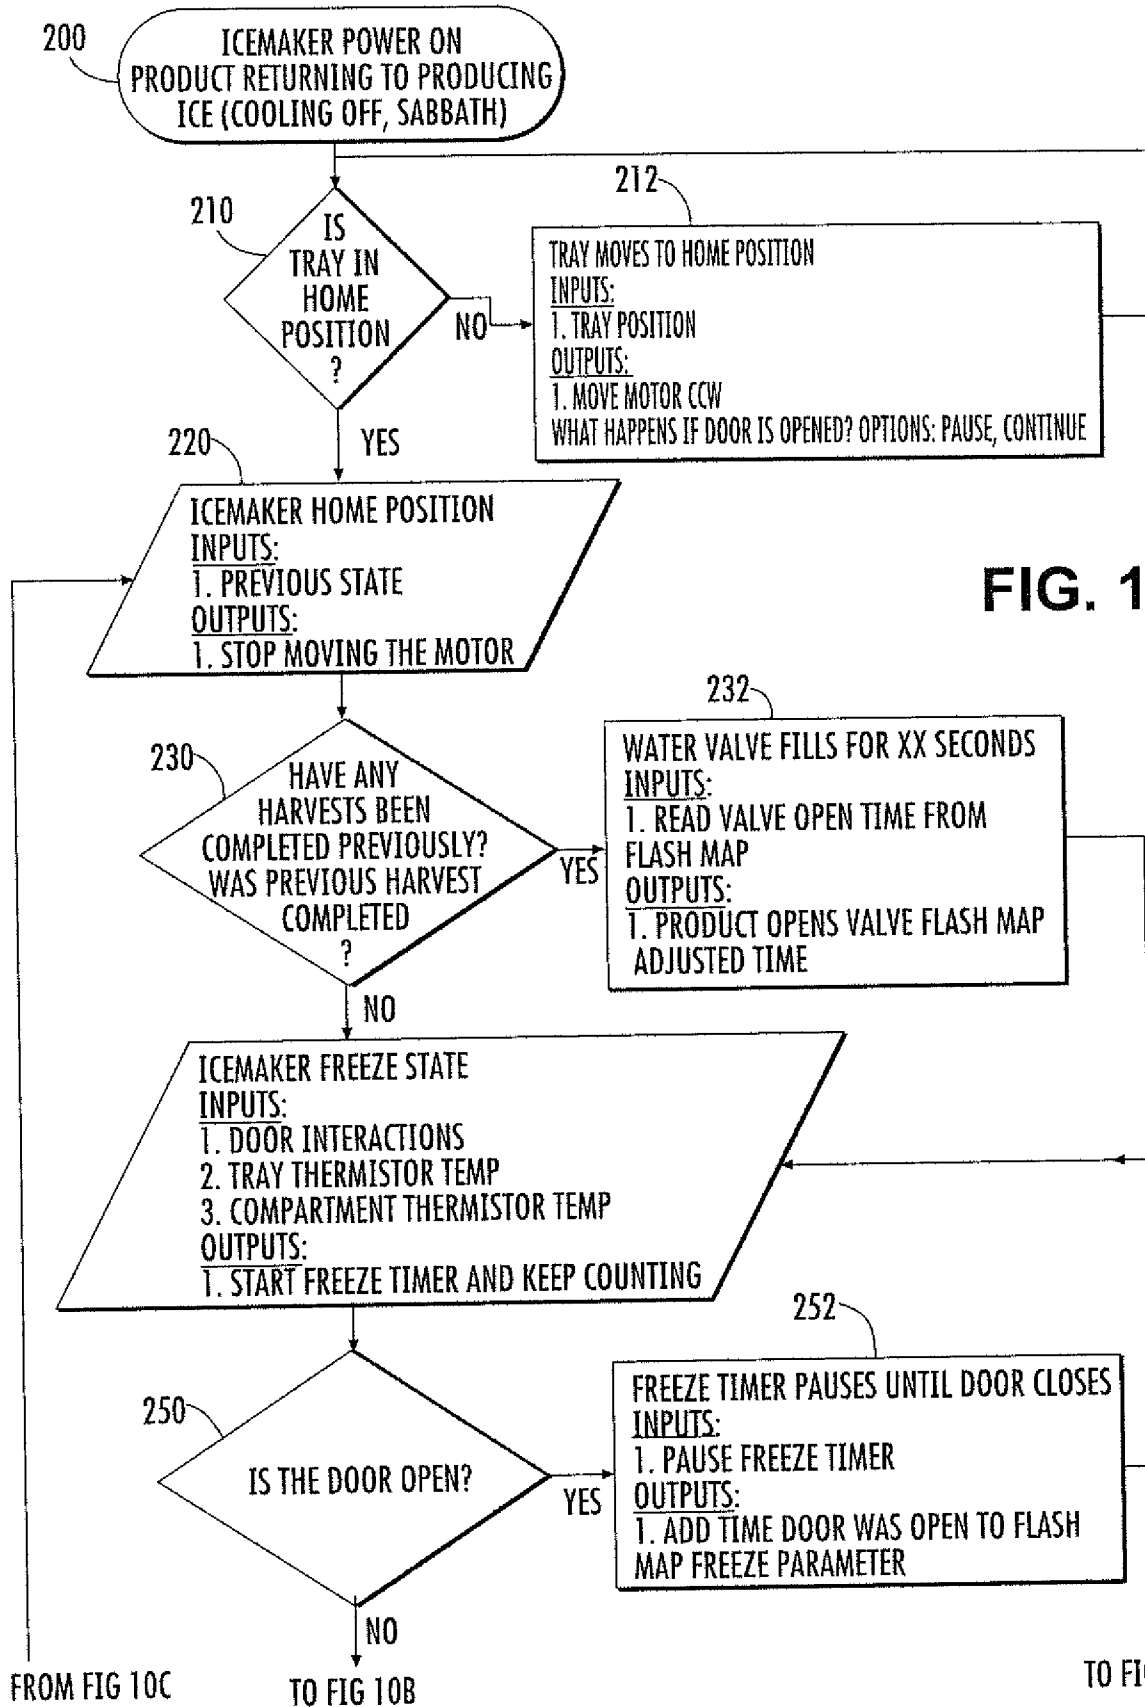 200
ICEMAKER POWER ON
PRODUCT RETURNING TO PRODUCING
ICE (COOLING OFF, SABBATH)
210
IS
TRAY IN
HOME
POSITION
?
NO
YES
212
TRAY MOVES TO HOME POSITION
INPUTS:
1. TRAY POSITION
OUTPUTS:
1. MOVE MOTOR CCW
WHAT HAPPENS IF DOOR IS OPENED? OPTIONS: PAUSE, CONTINUE
220
ICEMAKER HOME POSITION
INPUTS:
1. PREVIOUS STATE
OUTPUTS:
1. STOP MOVING THE MOTOR
FIG. 1
230
HAVE ANY
HARVESTS BEEN
COMPLETED PREVIOUSLY?
WAS PREVIOUS HARVEST
COMPLETED
?
YES
NO
232
WATER VALVE FILLS FOR XX SECONDS
INPUTS:
1. READ VALVE OPEN TIME FROM
FLASH MAP
OUTPUTS:
1. PRODUCT OPENS VALVE FLASH MAP
ADJUSTED TIME
ICEMAKER FREEZE STATE
INPUTS:
1. DOOR INTERACTIONS
2. TRAY THERMISTOR TEMP
3. COMPARTMENT THERMISTOR TEMP
OUTPUTS:
1. START FREEZE TIMER AND KEEP COUNTING
250
IS THE DOOR OPEN?
YES
NO
252
FREEZE TIMER PAUSES UNTIL DOOR CLOSES
INPUTS:
1. PAUSE FREEZE TIMER
OUTPUTS:
1. ADD TIME DOOR WAS OPEN TO FLASH
MAP FREEZE PARAMETER
FROM FIG 10C
TO FIG 10B
TO FIG